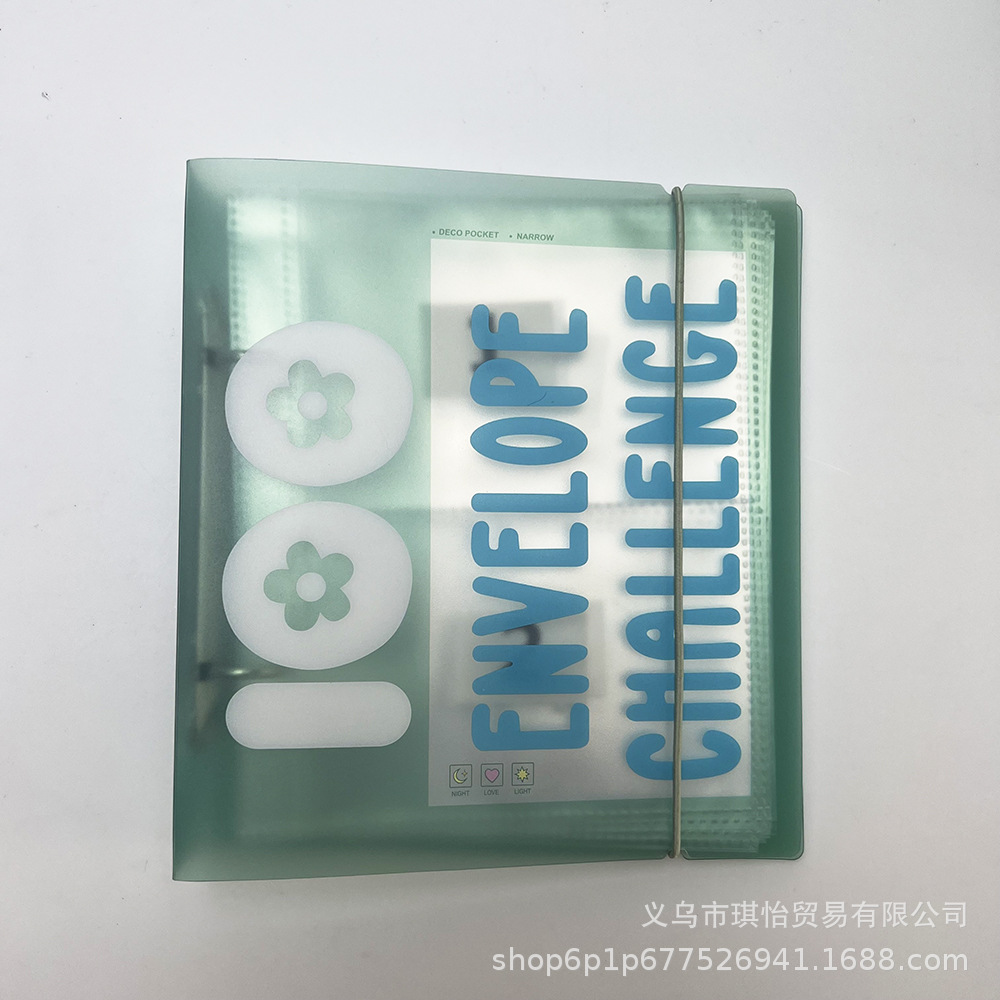 • DECO POCKET • NARROW
100
ENVELOPE
CHALLENGE
NIGHT LOVE LIGHT
义乌市琪怡贸易有限公司
shop6p1p677526941.1688.com